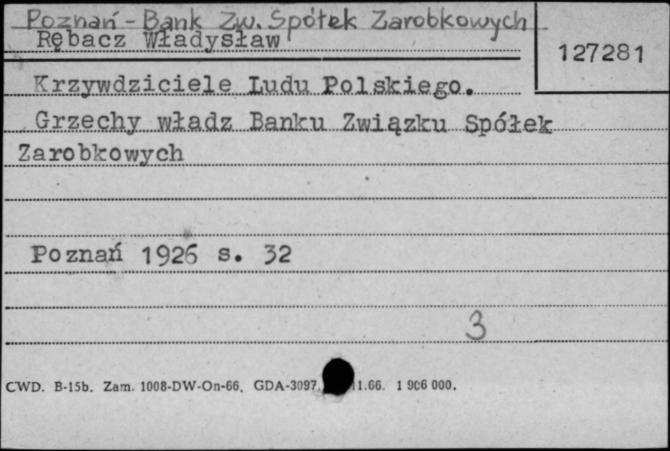 Poznań - Bank Zw. Spółek Zarobkowych
Rębacz Władysław
127281
Krzywdziciele Ludu Polskiego.
Grzechy władz Banku Związku Spółek
Zarobkowych
Poznań 1926 s. 32
3
CWD. B-15b. Zam. 1008-DW-On-66. GDA-3097 11.66. 1 906 000.